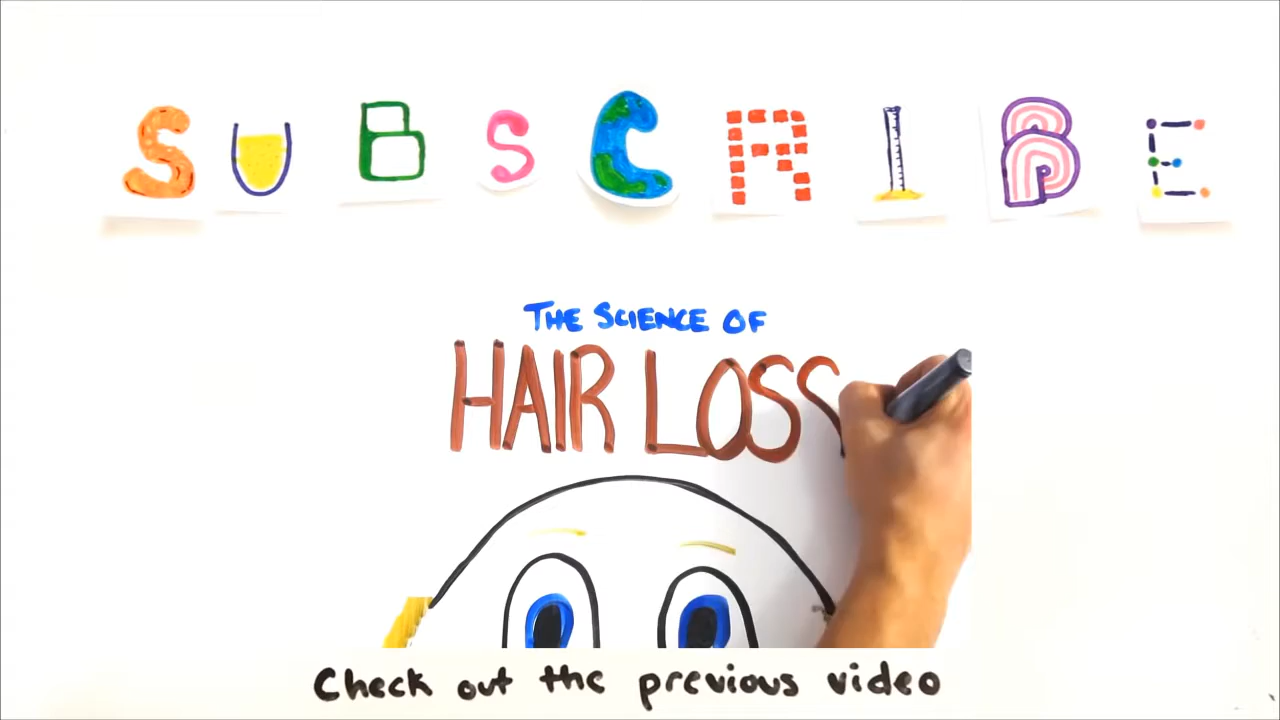 SUBSCRIBE
THE SCIENCE OF
HAIR LOSS
Check out the previous video